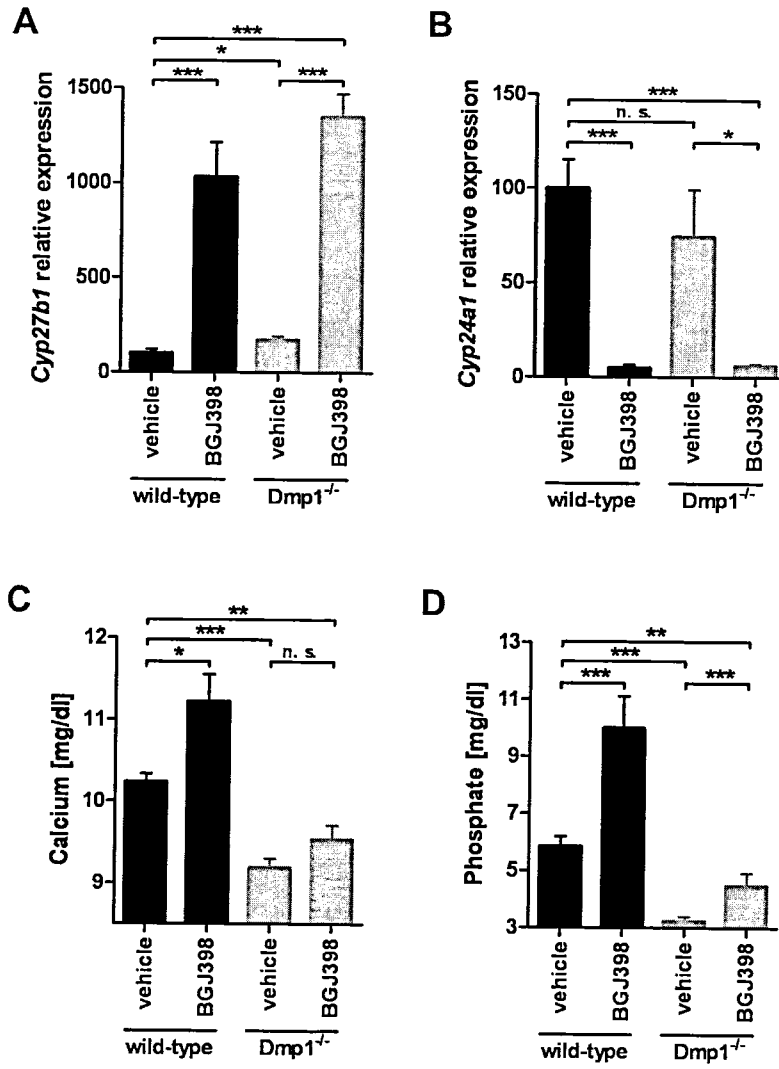 A
***
*
*** ***
Cyp27b1 relative expression
1500
1000
500
0
vehicle
BGJ398
vehicle
BGJ398
wild-type Dmp1-/-
B
***
n. s.
*** *
Cyp24a1 relative expression
150
100
50
0
vehicle
BGJ398
vehicle
BGJ398
wild-type Dmp1-/-
C
**
***
* n. s.
Calcium [mg/dl]
12
11
10
9
vehicle
BGJ398
vehicle
BGJ398
wild-type Dmp1-/-
D
**
***
*** ***
Phosphate [mg/dl]
13
11
9
7
5
3
vehicle
BGJ398
vehicle
BGJ398
wild-type Dmp1-/-